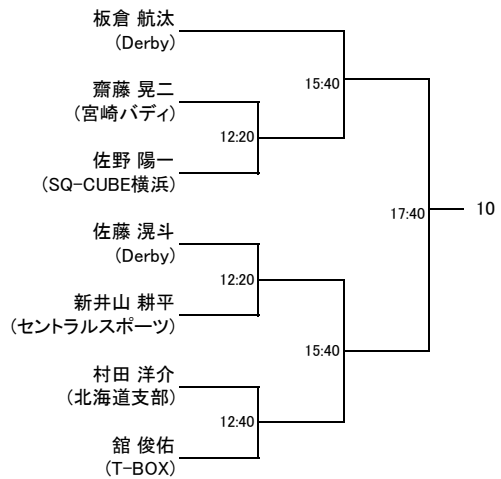 板倉 航汰
(Derby)
15:40
齋藤 晃二
(宮崎バディ)
12:20
佐野 陽一
(SQ-CUBE横浜)
17:40
10
佐藤 滉斗
(Derby)
12:20
新井山 耕平
(セントラルスポーツ)
15:40
村田 洋介
(北海道支部)
12:40
舘 俊佑
(T-BOX)